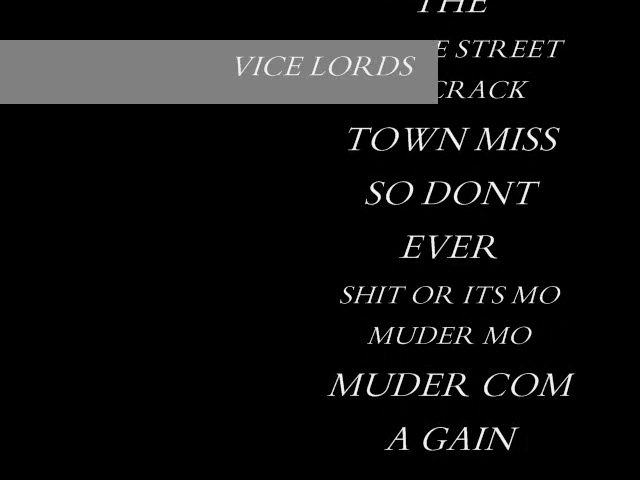 THE
E STREET
VICE LORDS
CRACK
TOWN MISS
SO DONT
EVER
SHIT OR ITS MO
MUDER MO
MUDER COM
A GAIN